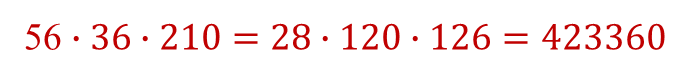 56 · 36 · 210 = 28 · 120 · 126 = 423360